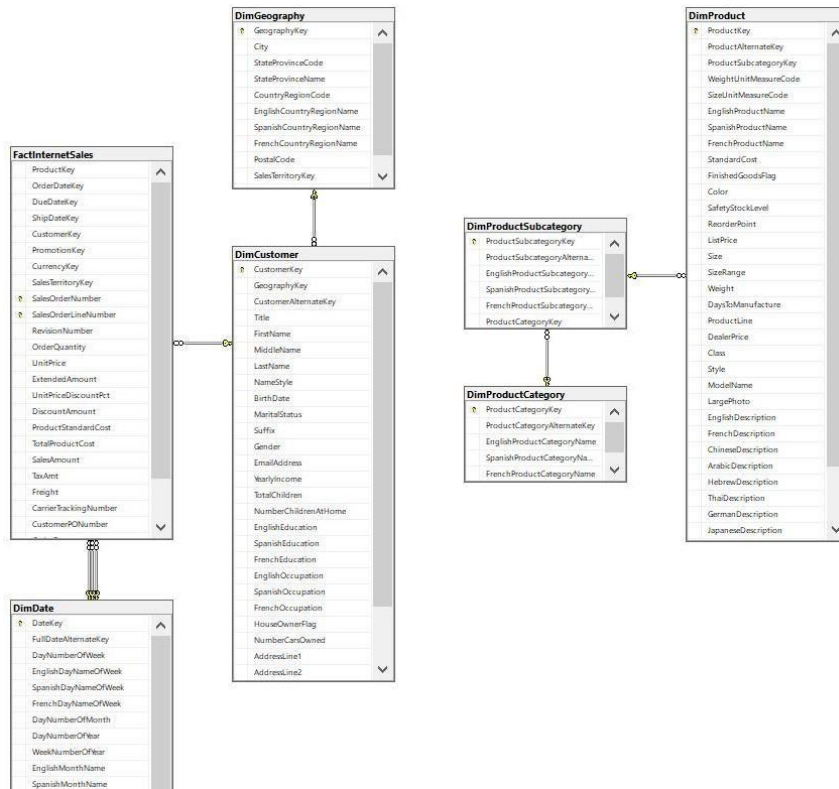 DimGeography
GeographyKey
City
StateProvinceCode
StateProvinceName
CountryRegionCode
EnglishCountryRegionName
SpanishCountryRegionName
FrenchCountryRegionName
PostalCode
SalesTerritoryKey
FactInternetSales
ProductKey
OrderDateKey
DueDateKey
ShipDateKey
CustomerKey
PromotionKey
CurrencyKey
SalesTerritoryKey
SalesOrderNumber
SalesOrderLineNumber
RevisionNumber
OrderQuantity
UnitPrice
ExtendedAmount
UnitPriceDiscountPct
DiscountAmount
ProductStandardCost
TotalProductCost
SalesAmount
TaxAmt
Freight
CarrierTrackingNumber
CustomerPONumber
DimCustomer
CustomerKey
GeographyKey
CustomerAlternateKey
Title
FirstName
MiddleName
LastName
NameStyle
BirthDate
MaritalStatus
Suffix
Gender
EmailAddress
YearlyIncome
TotalChildren
NumberChildrenAtHome
EnglishEducation
SpanishEducation
FrenchEducation
EnglishOccupation
SpanishOccupation
FrenchOccupation
HouseOwnerFlag
NumberCarsOwned
AddressLine1
AddressLine2
DimDate
DateKey
FullDateAlternateKey
DayNumberOfWeek
EnglishDayNameOfWeek
SpanishDayNameOfWeek
FrenchDayNameOfWeek
DayNumberOfMonth
DayNumberOfYear
WeekNumberOfYear
EnglishMonthName
SpanishMonthName
DimProductSubcategory
ProductSubcategoryKey
ProductSubcategoryAlterna...
EnglishProductSubcategory...
SpanishProductSubcategory...
FrenchProductSubcategory...
ProductCategoryKey
DimProductCategory
ProductCategoryKey
ProductCategoryAlternateKey
EnglishProductCategoryName
SpanishProductCategoryNa...
FrenchProductCategoryName
DimProduct
ProductKey
ProductAlternateKey
ProductSubcategoryKey
WeightUnitMeasureCode
SizeUnitMeasureCode
EnglishProductName
SpanishProductName
FrenchProductName
StandardCost
FinishedGoodsFlag
Color
SafetyStockLevel
ReorderPoint
ListPrice
Size
SizeRange
Weight
DaysToManufacture
ProductLine
DealerPrice
Class
Style
ModelName
LargePhoto
EnglishDescription
FrenchDescription
ChineseDescription
ArabicDescription
HebrewDescription
ThaiDescription
GermanDescription
JapaneseDescription